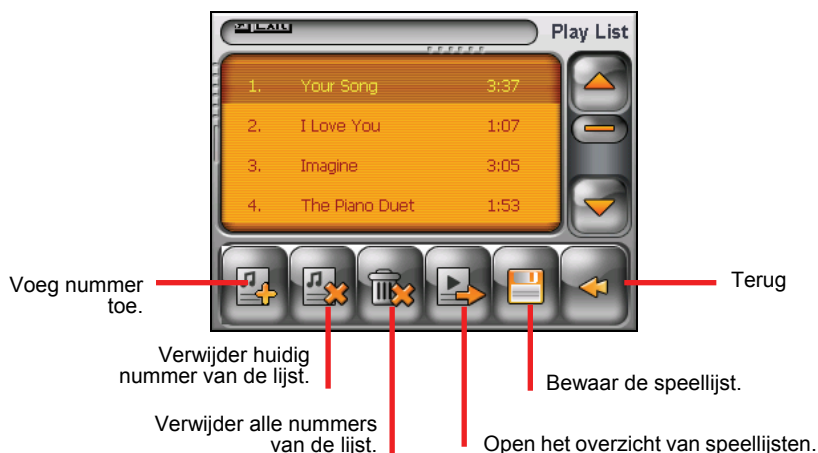 EXIT
Play List
1. Your Song 3:37
2. I Love You 1:07
3. Imagine 3:05
4. The Piano Duet 1:53
Voeg nummer
toe.
Terug
Verwijder huidig
nummer van de lijst.
Bewaar de speellijst.
Verwijder alle nummers
van de lijst.
Open het overzicht van speellijsten.